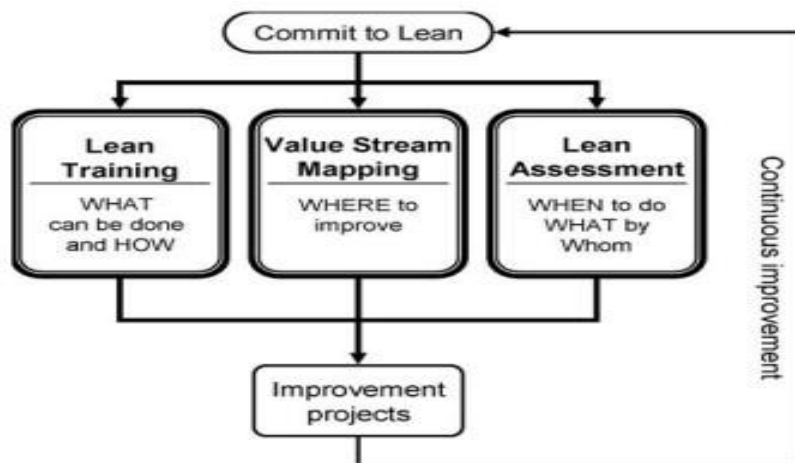 Commit to Lean
Lean
Training
WHAT
can be done
and HOW
Value Stream
Mapping
WHERE to
improve
Lean
Assessment
WHEN to do
WHAT by
Whom
Continuous improvement
Improvement
projects